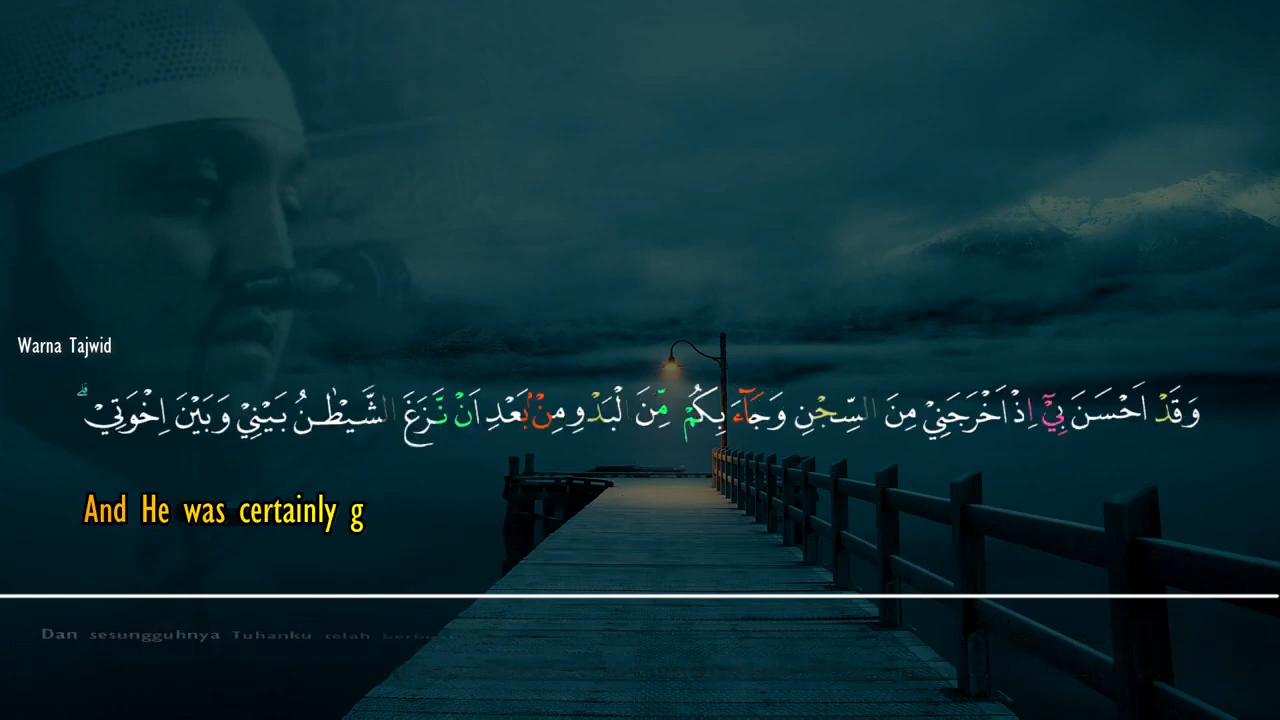 Warna Tajwid
وَقَدْ اَحْسَنَ بِيْٓ اِذْ اَخْرَجَنِيْ مِنَ السِّجْنِ وَجَاۤءَ بِكُمْ مِّنَ الْبَدْوِ مِنْۢ بَعْدِ اَنْ نَّزَغَ الشَّيْطٰنُ بَيْنِيْ وَبَيْنَ اِخْوَتِيْ ۗ
And He was certainly g
Dan sesungguhnya Tuhanku telah